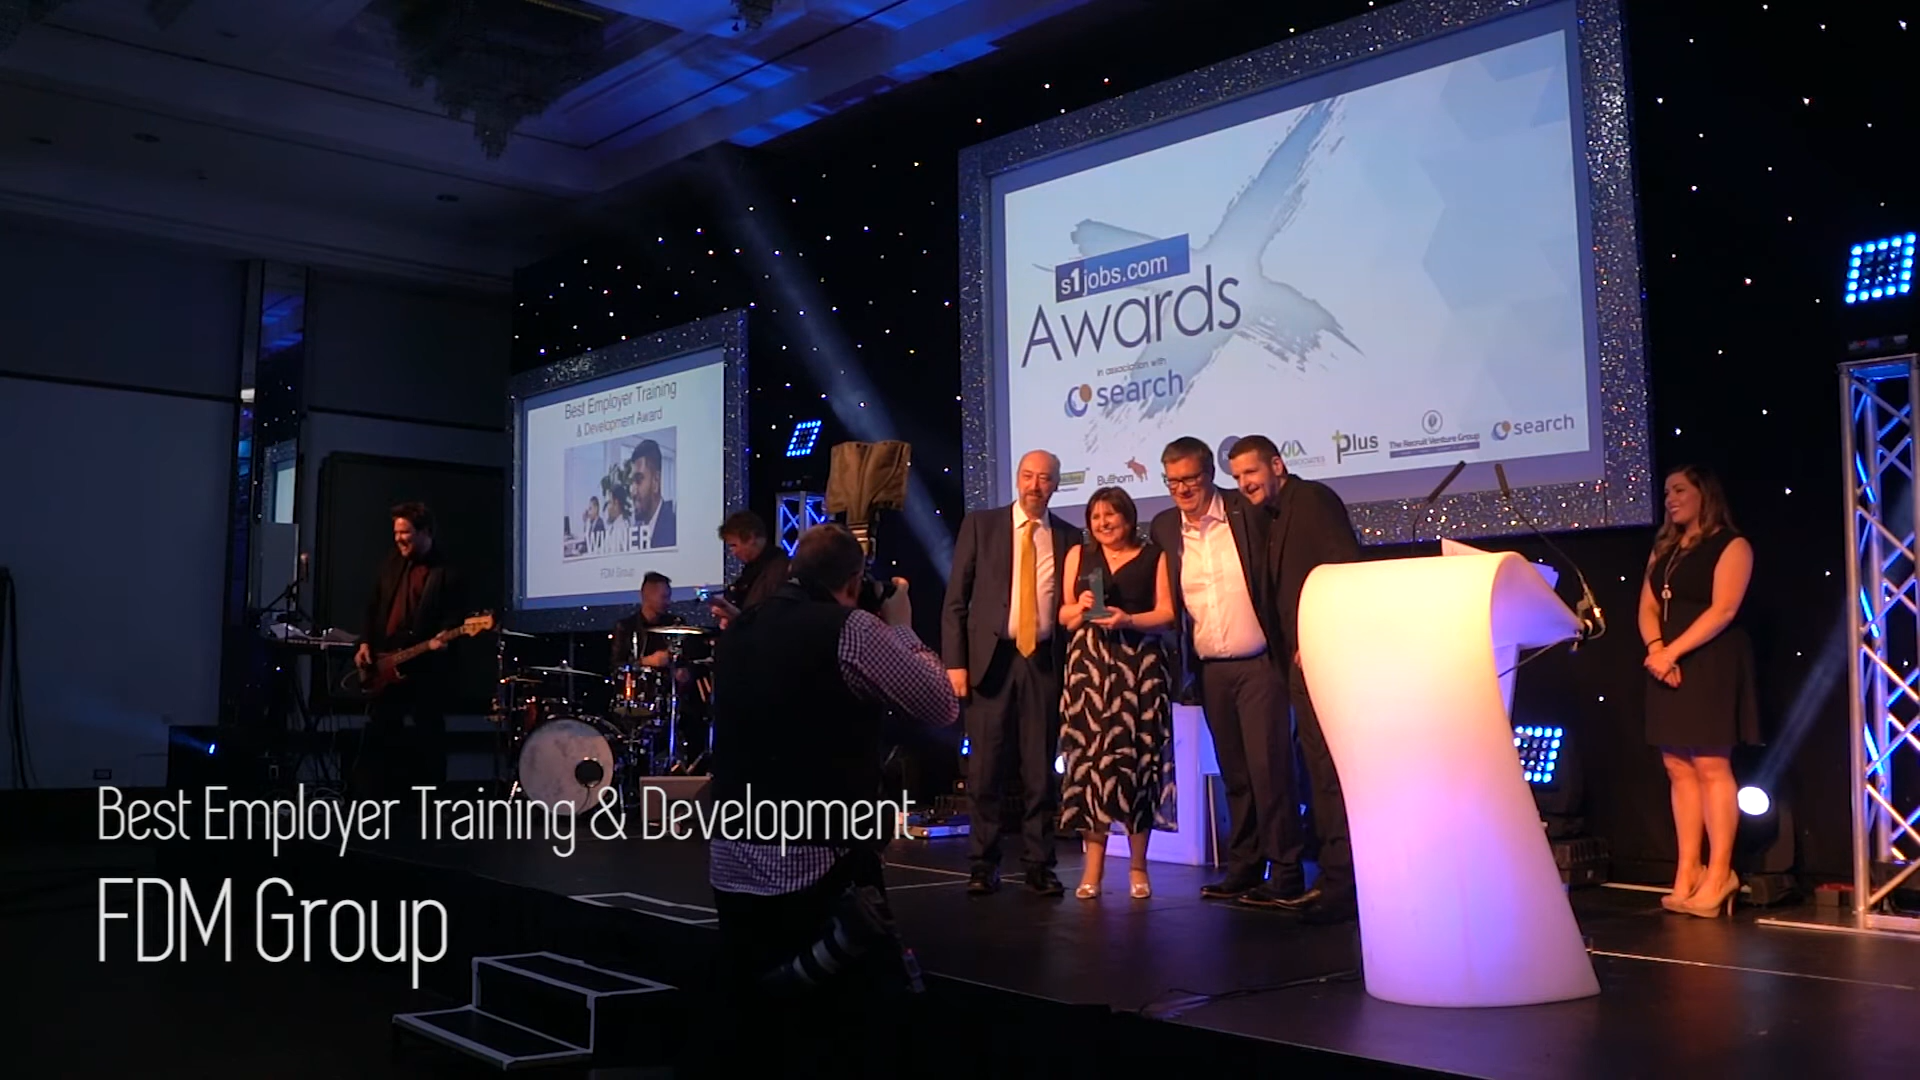 s1jobs.com
Awards
in association with
search
Bullhorn
plus
The Recruit Venture Group
search
Best Employer Training
& Development Award
WINNER
FDM Group
Best Employer Training & Development
FDM Group